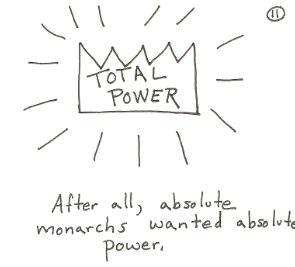 11
TOTAL
POWER
After all, absolute
monarchs wanted absolute
power.